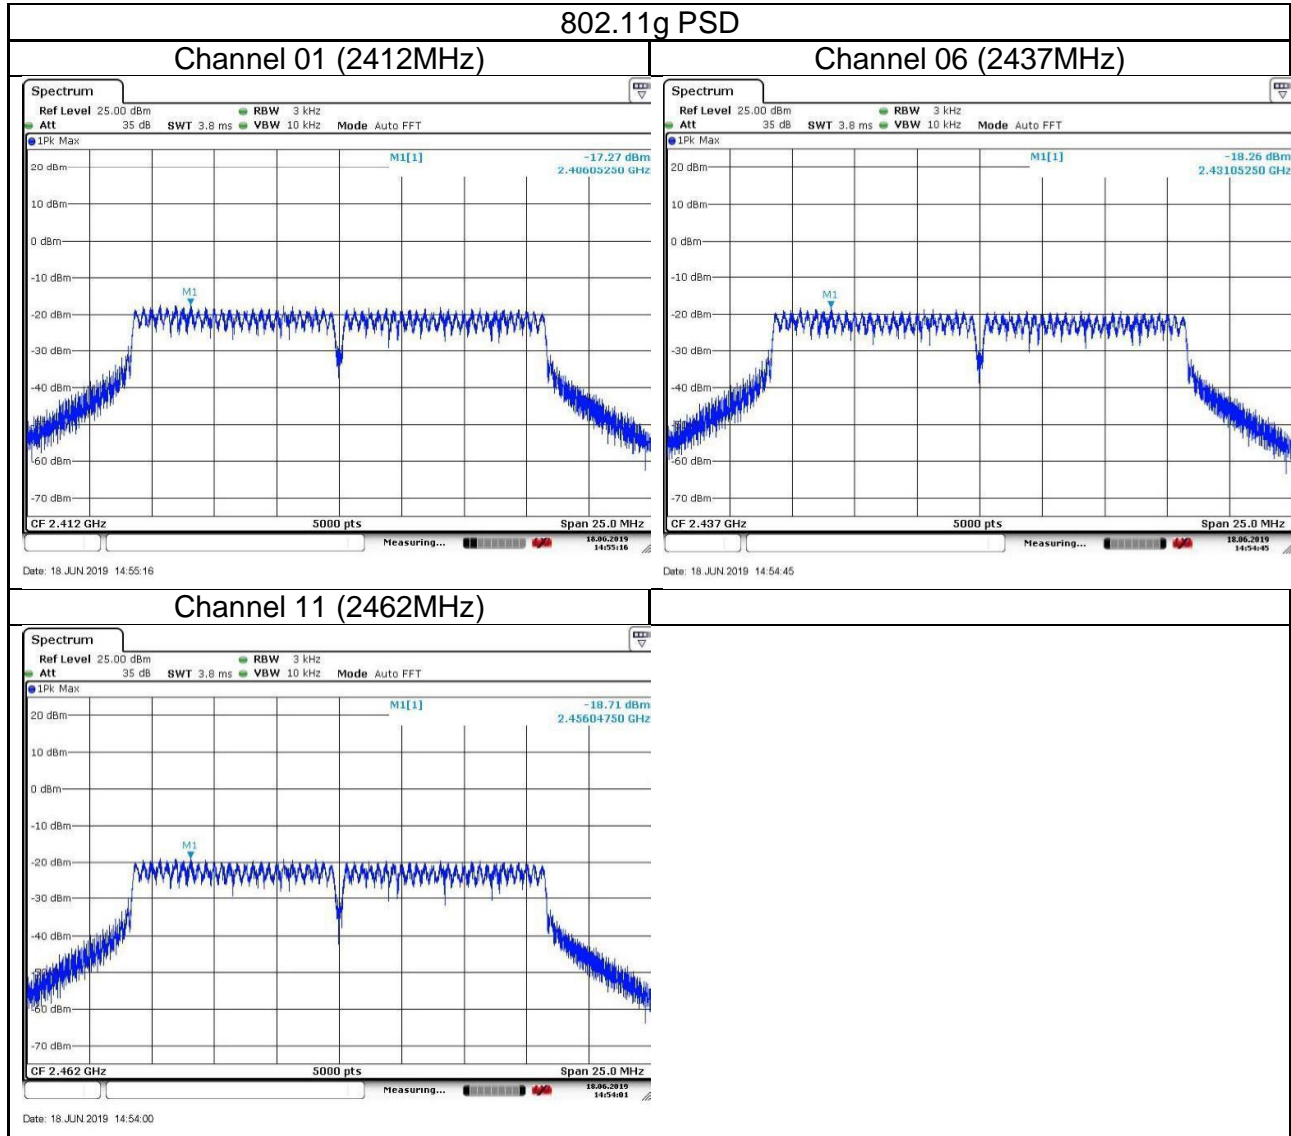 802.11g PSD
Channel 01 (2412MHz)
Spectrum
Ref Level 25.00 dBm RBW 3 kHz
Att 35 dB SWT 3.8 ms VBW 10 kHz Mode Auto FFT
1Pk Max
M1[1] -17.27 dBm
2.40605250 GHz
20 dBm
10 dBm
0 dBm
-10 dBm
M1
-20 dBm
-30 dBm
-40 dBm
-60 dBm
-70 dBm
CF 2.412 GHz 5000 pts Span 25.0 MHz
Measuring... 18.06.2019
14:55:16
Date: 18.JUN.2019 14:55:16
Channel 06 (2437MHz)
Spectrum
Ref Level 25.00 dBm RBW 3 kHz
Att 35 dB SWT 3.8 ms VBW 10 kHz Mode Auto FFT
1Pk Max
M1[1] -18.26 dBm
2.43105250 GHz
20 dBm
10 dBm
0 dBm
-10 dBm
M1
-20 dBm
-30 dBm
-40 dBm
-60 dBm
-70 dBm
CF 2.437 GHz 5000 pts Span 25.0 MHz
Measuring... 18.06.2019
14:54:45
Date: 18.JUN.2019 14:54:45
Channel 11 (2462MHz)
Spectrum
Ref Level 25.00 dBm RBW 3 kHz
Att 35 dB SWT 3.8 ms VBW 10 kHz Mode Auto FFT
1Pk Max
M1[1] -18.71 dBm
2.45604750 GHz
20 dBm
10 dBm
0 dBm
-10 dBm
M1
-20 dBm
-30 dBm
-40 dBm
-60 dBm
-70 dBm
CF 2.462 GHz 5000 pts Span 25.0 MHz
Measuring... 18.06.2019
14:54:01
Date: 18.JUN.2019 14:54:00